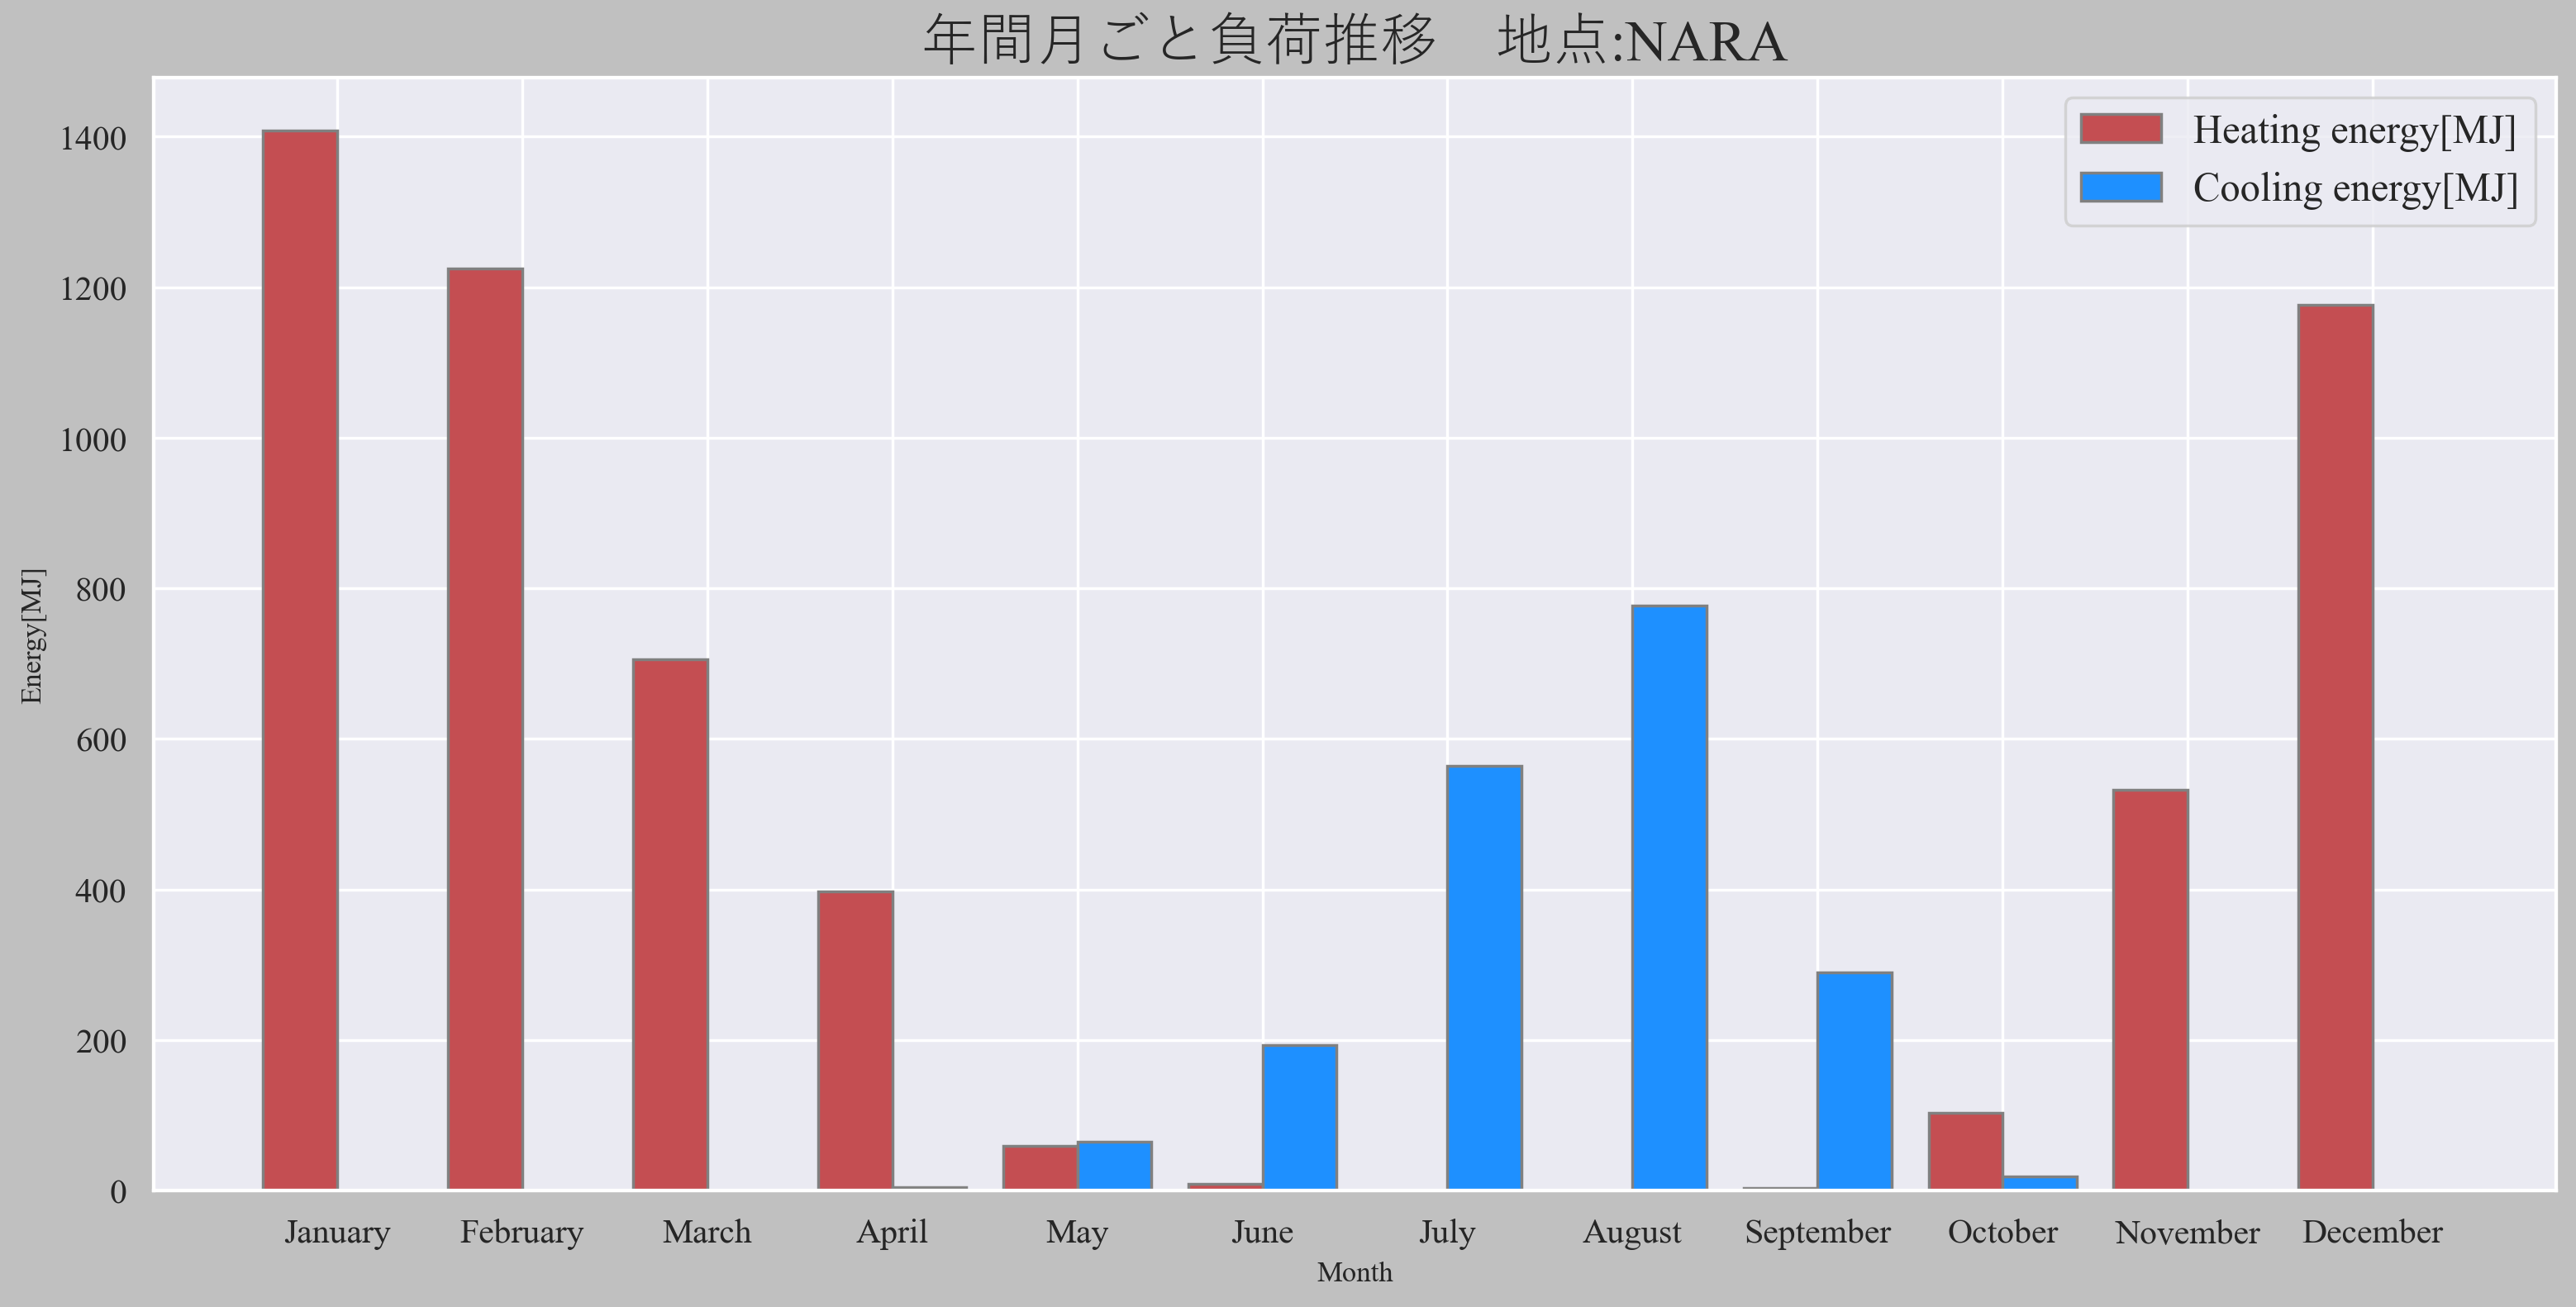 年間月ごと負荷推移　地点:NARA
Heating energy[MJ]
Cooling energy[MJ]
Energy[MJ]
1400
1200
1000
800
600
400
200
0
January February March April May June July August September October November December
Month